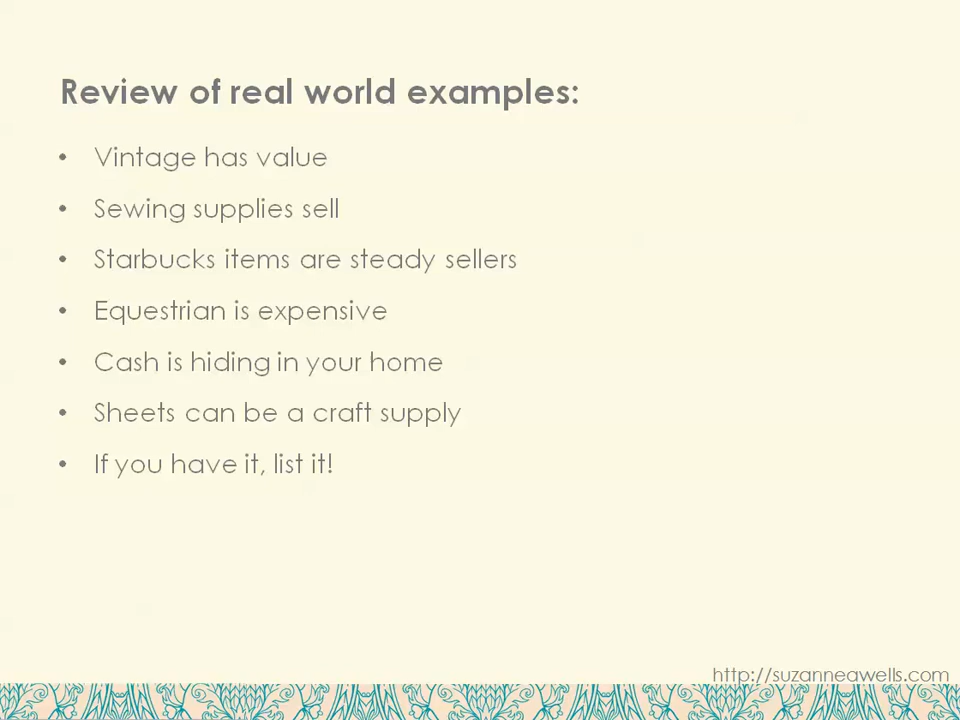 Review of real world examples:
• Vintage has value
• Sewing supplies sell
• Starbucks items are steady sellers
• Equestrian is expensive
• Cash is hiding in your home
• Sheets can be a craft supply
• If you have it, list it!
http://suzanneawells.com